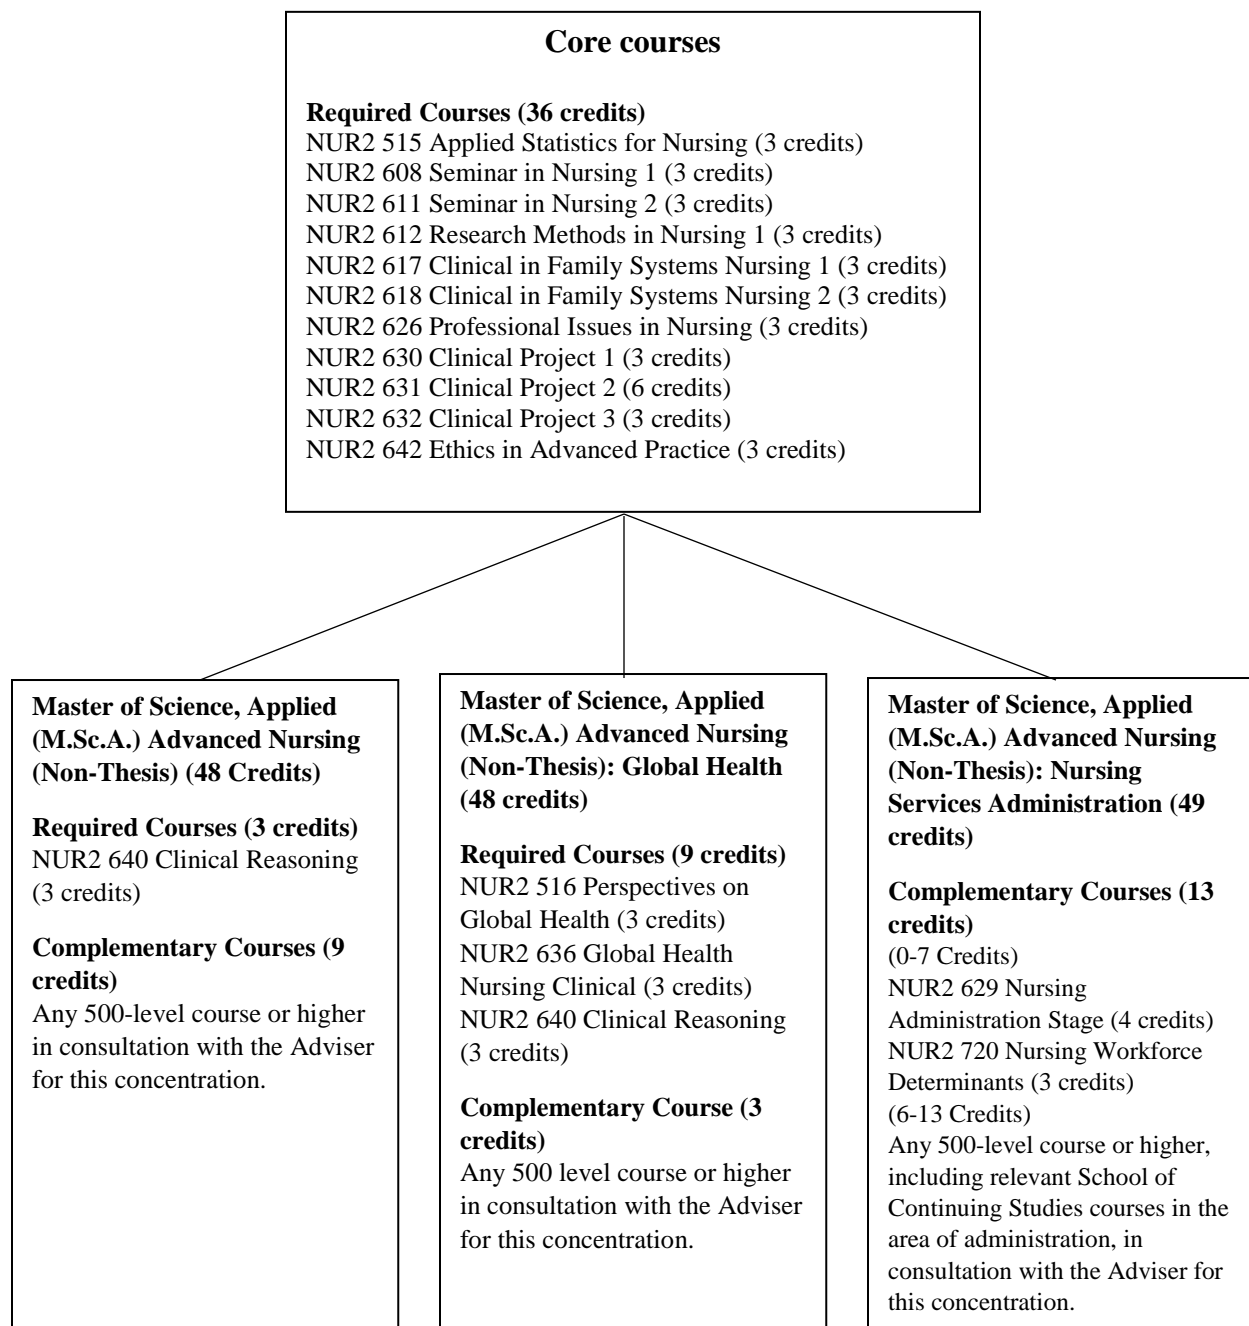 Core courses
Required Courses (36 credits)
NUR2 515 Applied Statistics for Nursing (3 credits)
NUR2 608 Seminar in Nursing 1 (3 credits)
NUR2 611 Seminar in Nursing 2 (3 credits)
NUR2 612 Research Methods in Nursing 1 (3 credits)
NUR2 617 Clinical in Family Systems Nursing 1 (3 credits)
NUR2 618 Clinical in Family Systems Nursing 2 (3 credits)
NUR2 626 Professional Issues in Nursing (3 credits)
NUR2 630 Clinical Project 1 (3 credits)
NUR2 631 Clinical Project 2 (6 credits)
NUR2 632 Clinical Project 3 (3 credits)
NUR2 642 Ethics in Advanced Practice (3 credits)
Master of Science, Applied
(M.Sc.A.) Advanced Nursing
(Non-Thesis) (48 Credits)
Required Courses (3 credits)
NUR2 640 Clinical Reasoning
(3 credits)
Complementary Courses (9
credits)
Any 500-level course or higher
in consultation with the Adviser
for this concentration.
Master of Science, Applied
(M.Sc.A.) Advanced Nursing
(Non-Thesis): Global Health
(48 credits)
Required Courses (9 credits)
NUR2 516 Perspectives on
Global Health (3 credits)
NUR2 636 Global Health
Nursing Clinical (3 credits)
NUR2 640 Clinical Reasoning
(3 credits)
Complementary Course (3
credits)
Any 500 level course or higher
in consultation with the Adviser
for this concentration.
Master of Science, Applied
(M.Sc.A.) Advanced Nursing
(Non-Thesis): Nursing
Services Administration (49
credits)
Complementary Courses (13
credits)
(0-7 Credits)
NUR2 629 Nursing
Administration Stage (4 credits)
NUR2 720 Nursing Workforce
Determinants (3 credits)
(6-13 Credits)
Any 500-level course or higher,
including relevant School of
Continuing Studies courses in the
area of administration, in
consultation with the Adviser for
this concentration.